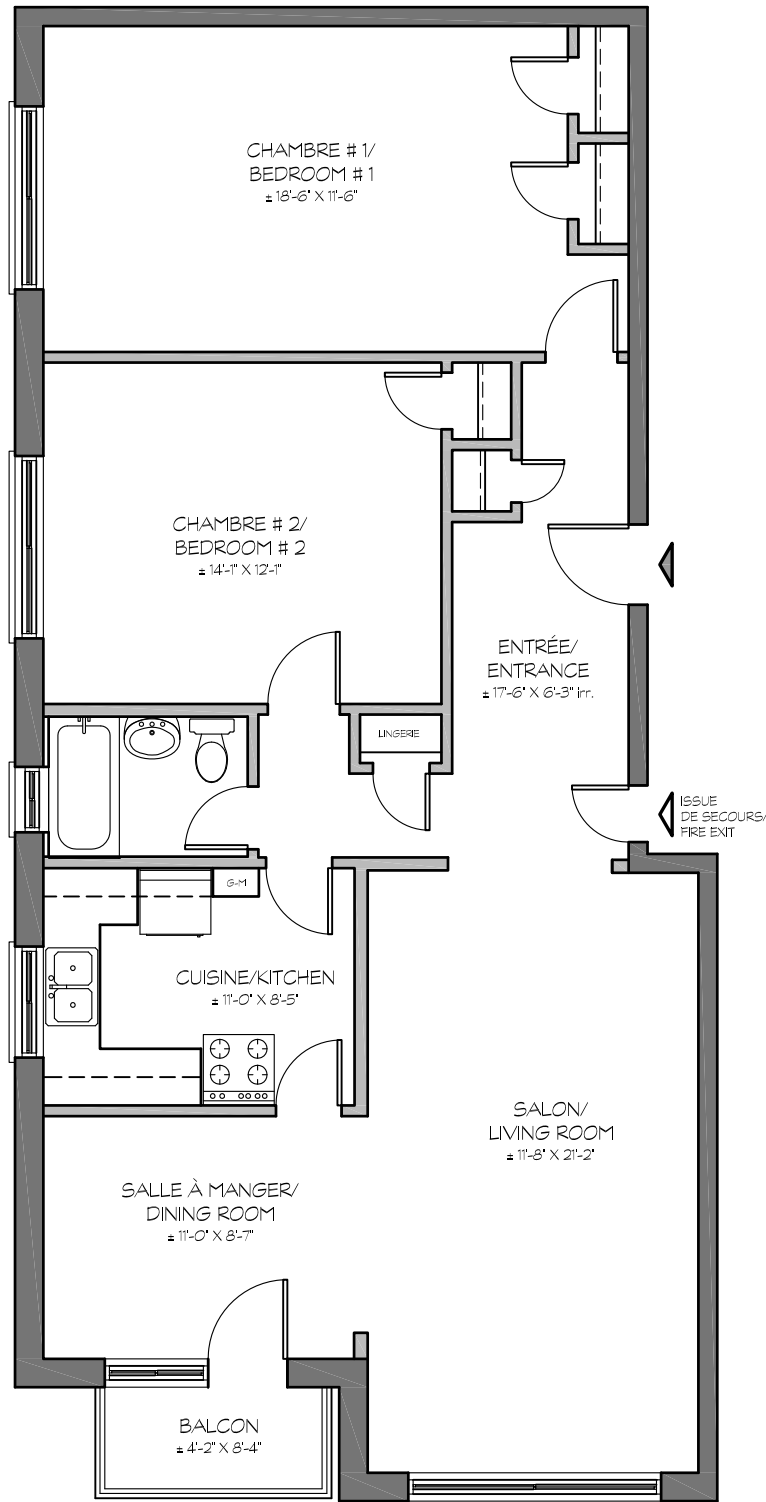 CHAMBRE # 1/
BEDROOM # 1
± 18'-6" X 11'-6"
CHAMBRE # 2/
BEDROOM # 2
± 14'-1" X 12'-1"
ENTRÉE/
ENTRANCE
± 17'-6" X 6'-3" irr.
LINGERIE
ISSUE
DE SECOURS/
FIRE EXIT
G-M
CUISINE/KITCHEN
± 11'-0" X 8'-5"
SALON/
LIVING ROOM
± 11'-8" X 21'-2"
SALLE À MANGER/
DINING ROOM
± 11'-0" X 8'-7"
BALCON
± 4'-2" X 8'-4"